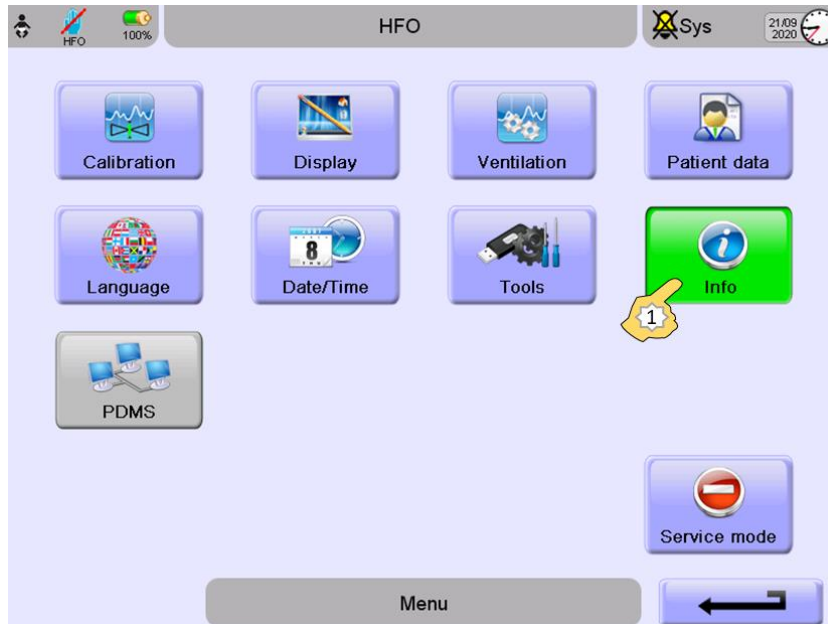 HFO
100%
HFO
Sys
21/09
2020
Calibration
Display
Ventilation
Patient data
Language
8
Date/Time
Tools
Info
1
PDMS
Service mode
Menu